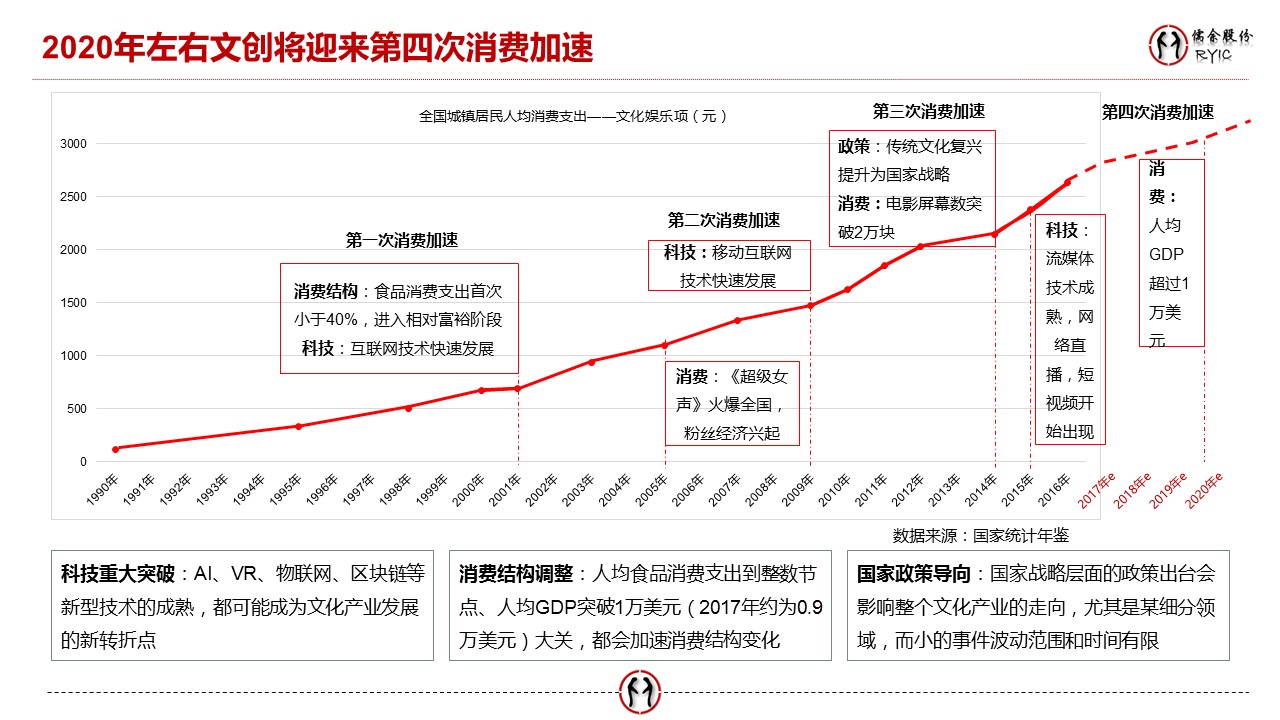 2020年左右文创将迎来第四次消费加速
儒余股份
RYIC
全国城镇居民人均消费支出——文化娱乐项（元）
3000
2500
2000
1500
1000
500
0
第一次消费加速
消费结构：食品消费支出首次
小于40%，进入相对富裕阶段
科技：互联网技术快速发展
第二次消费加速
科技：移动互联网
技术快速发展
消费：《超级女
声》火爆全国，
粉丝经济兴起
第三次消费加速
政策：传统文化复兴
提升为国家战略
消费：电影屏幕数突
破2万块
科技：
流媒体
技术成
熟，网
络直
播，短
视频开
始出现
第四次消费加速
消
费：
人均
GDP
超过1
万美
元
1990年
1991年
1992年
1993年
1994年
1995年
1996年
1997年
1998年
1999年
2000年
2001年
2002年
2003年
2004年
2005年
2006年
2007年
2008年
2009年
2010年
2011年
2012年
2013年
2014年
2015年
2016年
2017年e
2018年e
2019年e
2020年e
数据来源：国家统计年鉴
科技重大突破：AI、VR、物联网、区块链等
新型技术的成熟，都可能成为文化产业发展
的新转折点
消费结构调整：人均食品消费支出到整数节
点、人均GDP突破1万美元（2017年约为0.9
万美元）大关，都会加速消费结构变化
国家政策导向：国家战略层面的政策出台会
影响整个文化产业的走向，尤其是某细分领
域，而小的事件波动范围和时间有限